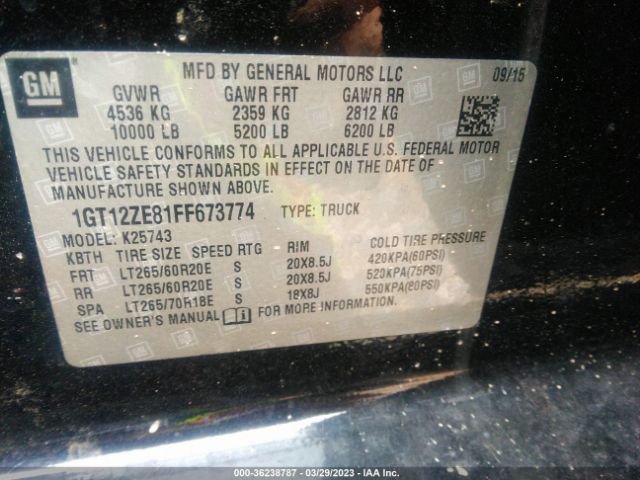 GM
MFD BY GENERAL MOTORS LLC 09/15
GVWR GAWR FRT GAWR RR
4536 KG 2359 KG 2812 KG
10000 LB 5200 LB 6200 LB
THIS VEHICLE CONFORMS TO ALL APPLICABLE U.S. FEDERAL MOTOR
VEHICLE SAFETY STANDARDS IN EFFECT ON THE DATE OF
MANUFACTURE SHOWN ABOVE.
1GT12ZE81FF673774 TYPE: TRUCK
MODEL: K25743
KBTH TIRE SIZE SPEED RTG RIM COLD TIRE PRESSURE
FRT LT265/60R20E S 20X8.5J 420KPA(60PSI)
RR LT265/60R20E S 20X8.5J 520KPA(75PSI)
SPA LT265/70R18E S 18X8J 550KPA(80PSI)
SEE OWNER'S MANUAL i FOR MORE INFORMATION.
000-36238787 - 03/29/2023 - IAA Inc.